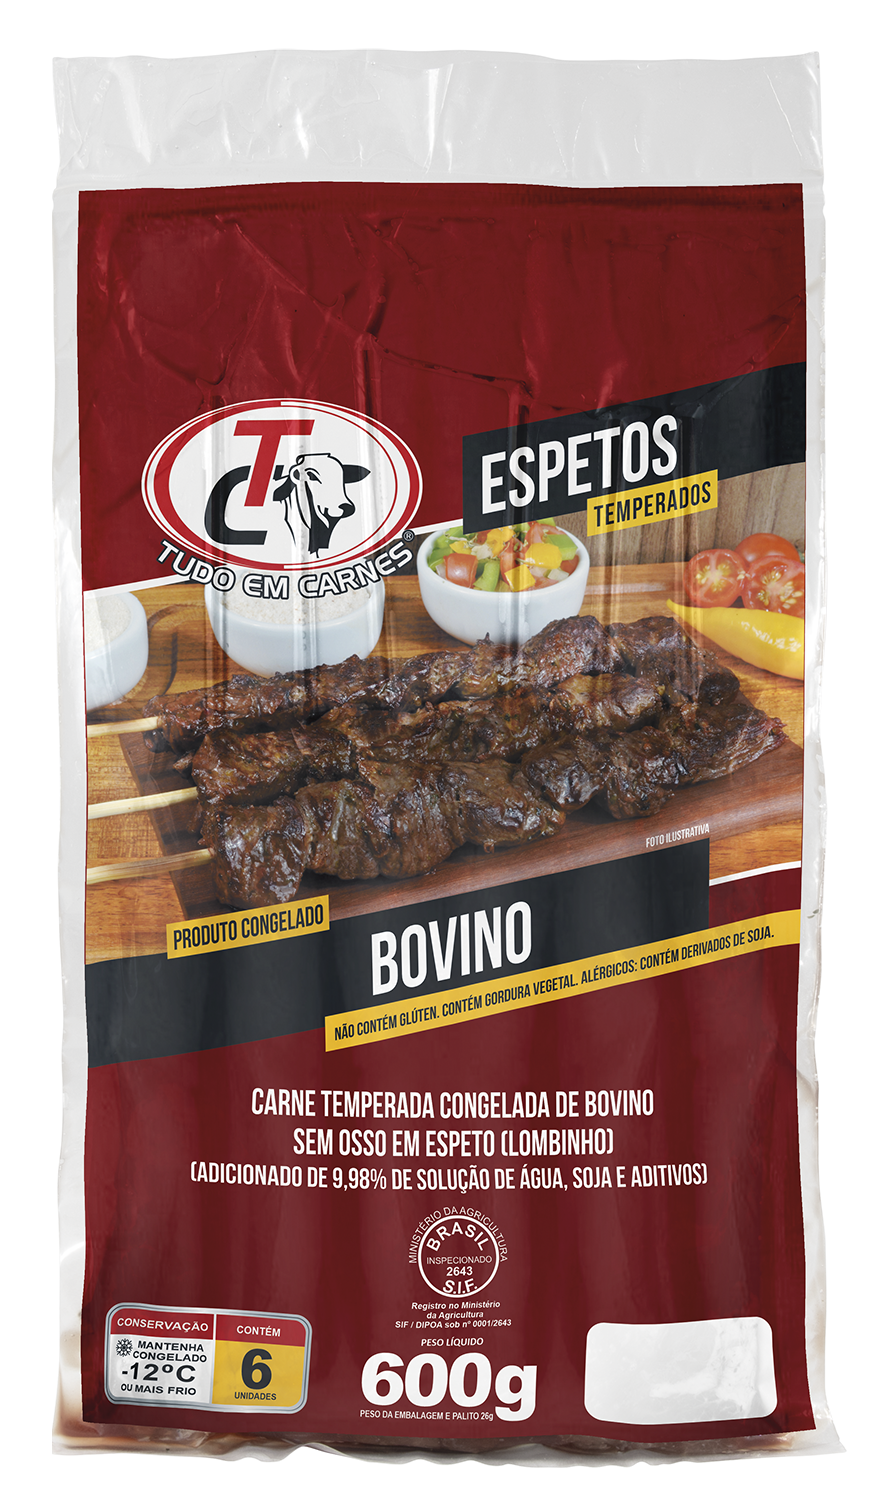 TC
TUDO EM CARNES®
ESPETOS
TEMPERADOS
FOTO ILUSTRATIVA
PRODUTO CONGELADO
BOVINO
NÃO CONTÉM GLÚTEN. CONTÉM GORDURA VEGETAL. ALÉRGICOS: CONTÉM DERIVADOS DE SOJA.
CARNE TEMPERADA CONGELADA DE BOVINO
SEM OSSO EM ESPETO (LOMBINHO)
(ADICIONADO DE 9,98% DE SOLUÇÃO DE ÁGUA, SOJA E ADITIVOS)
MINISTÉRIO DA AGRICULTURA
BRASIL
INSPECIONADO
2643
S.I.F.
Registro no Ministério
da Agricultura
SIF / DIPOA sob nº 0001/2643
PESO LÍQUIDO
600g
PESO DA EMBALAGEM E PALITO 26g
CONSERVAÇÃO
MANTENHA
CONGELADO
-12ºC
OU MAIS FRIO
CONTÉM
6
UNIDADES